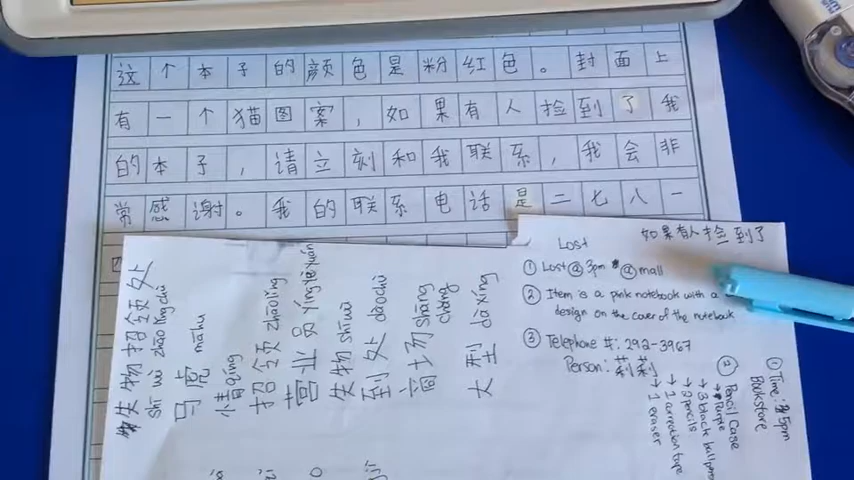 这个本子的颜色是粉红色。封面上
有一个猫图案，如果有人捡到了我
的本子，请立刻和我联系，我会非
常感谢。我的联系电话是二七八一
失物招领处
shī wù zhāo lǐng chù
马虎 mǎhu
情 qíng
招领 zhāolǐng
营业员 yíngyèyuán
失物 shīwù
到处 dàochù
商场 shāng chǎng
大型 dàxíng
Lost
如果有人捡到了
① Lost @ 3pm @ mall
② Item is a pink notebook with a
design on the cover of the notebook
③ Telephone #: 292-3967
Person: 莉莉
① Time: 5pm
Bookstore
② Pencil Case
→ Purple
→ 3 black ball pens
→ 2 pencils
→ 1 correction tape
→ 1 eraser